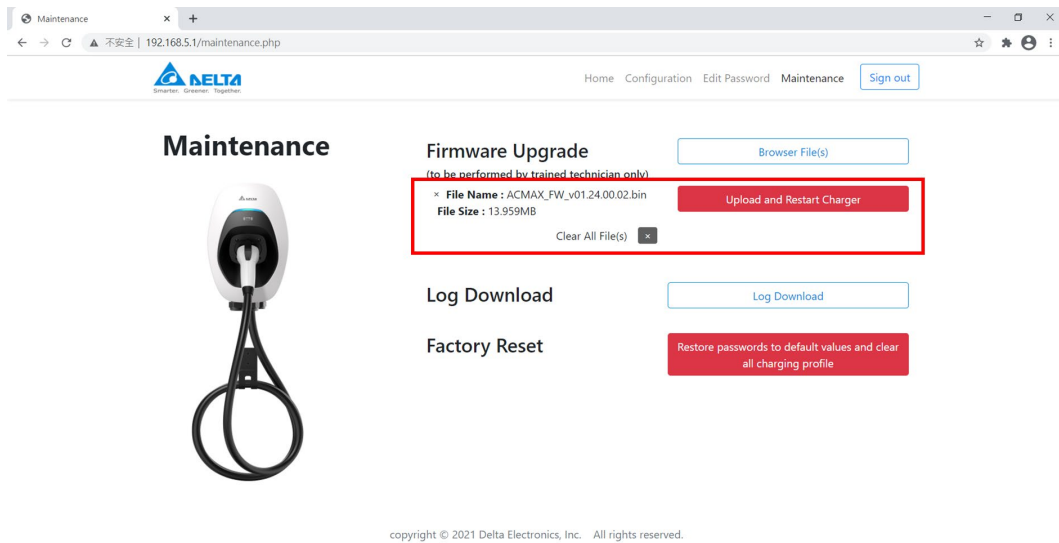 Maintenance
不安全 | 192.168.5.1/maintenance.php
DELTA
Smarter. Greener. Together.
Home Configuration Edit Password Maintenance Sign out
Maintenance
Firmware Upgrade
Browser File(s)
(to be performed by trained technician only)
× File Name : ACMAX_FW_v01.24.00.02.bin
Upload and Restart Charger
File Size : 13.959MB
Clear All File(s) ×
Log Download
Log Download
Factory Reset
Restore passwords to default values and clear
all charging profile
copyright © 2021 Delta Electronics, Inc. All rights reserved.